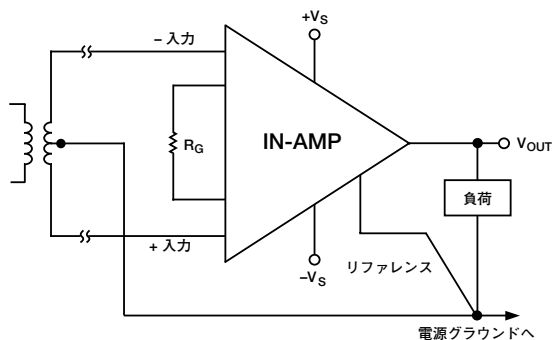 +VS
− 入力
RG
IN-AMP
VOUT
負荷
+ 入力
リファレンス
−VS
電源グラウンドへ